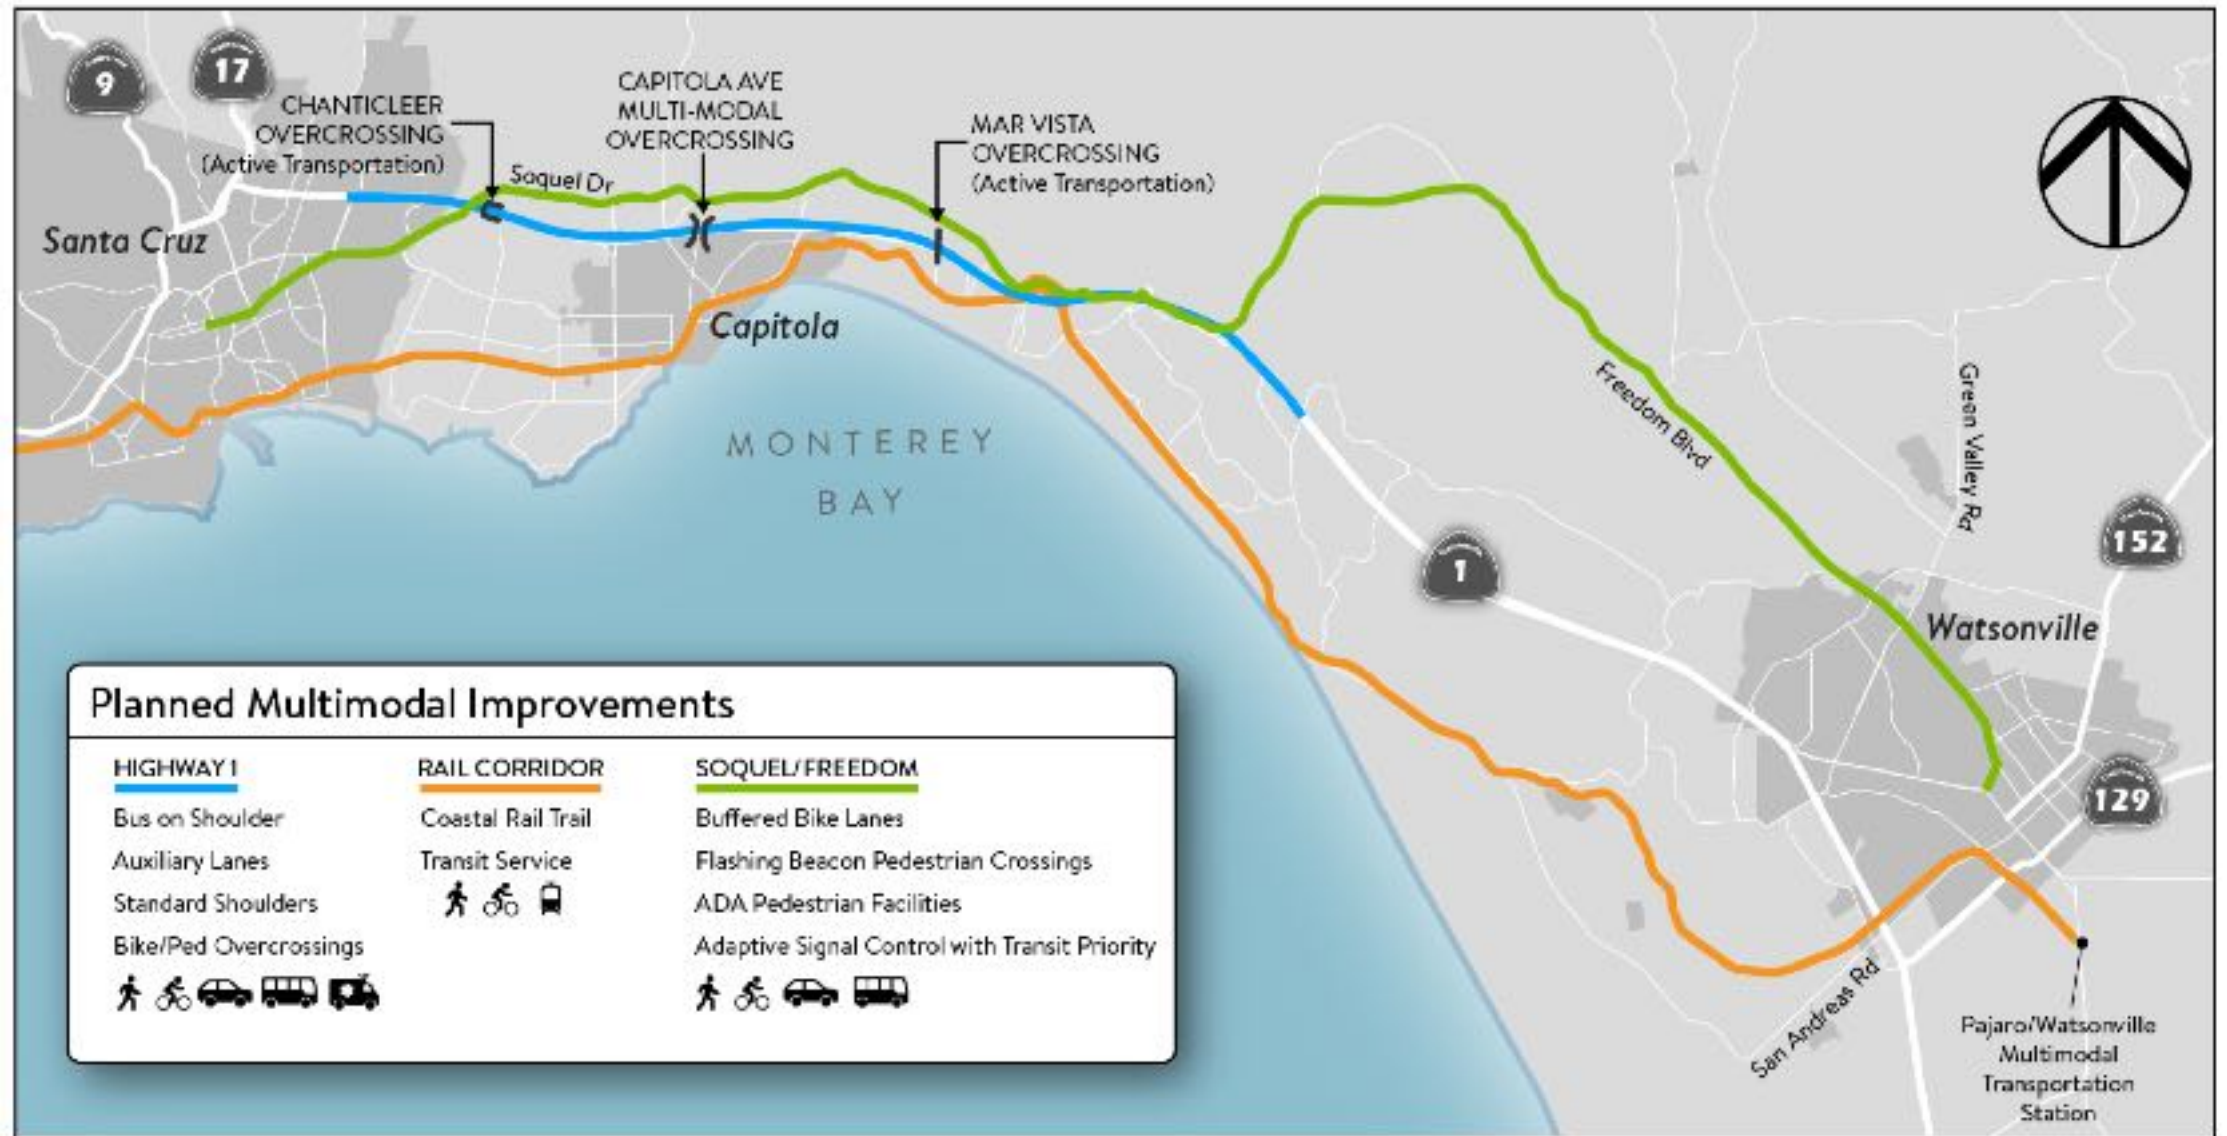 9
17
CHANTICLEER
OVERCROSSING
(Active Transportation)
Soquel Dr
CAPITOLA AVE
MULTI-MODAL
OVERCROSSING
MAR VISTA
OVERCROSSING
(Active Transportation)
Santa Cruz
Capitola
MONTEREY
BAY
Freedom Blvd
Green Valley Rd
1
152
Watsonville
129
San Andreas Rd
Pajaro/Watsonville
Multimodal
Transportation
Station
Planned Multimodal Improvements
HIGHWAY 1
Bus on Shoulder
Auxiliary Lanes
Standard Shoulders
Bike/Ped Overcrossings
RAIL CORRIDOR
Coastal Rail Trail
Transit Service
SOQUEL/FREEDOM
Buffered Bike Lanes
Flashing Beacon Pedestrian Crossings
ADA Pedestrian Facilities
Adaptive Signal Control with Transit Priority